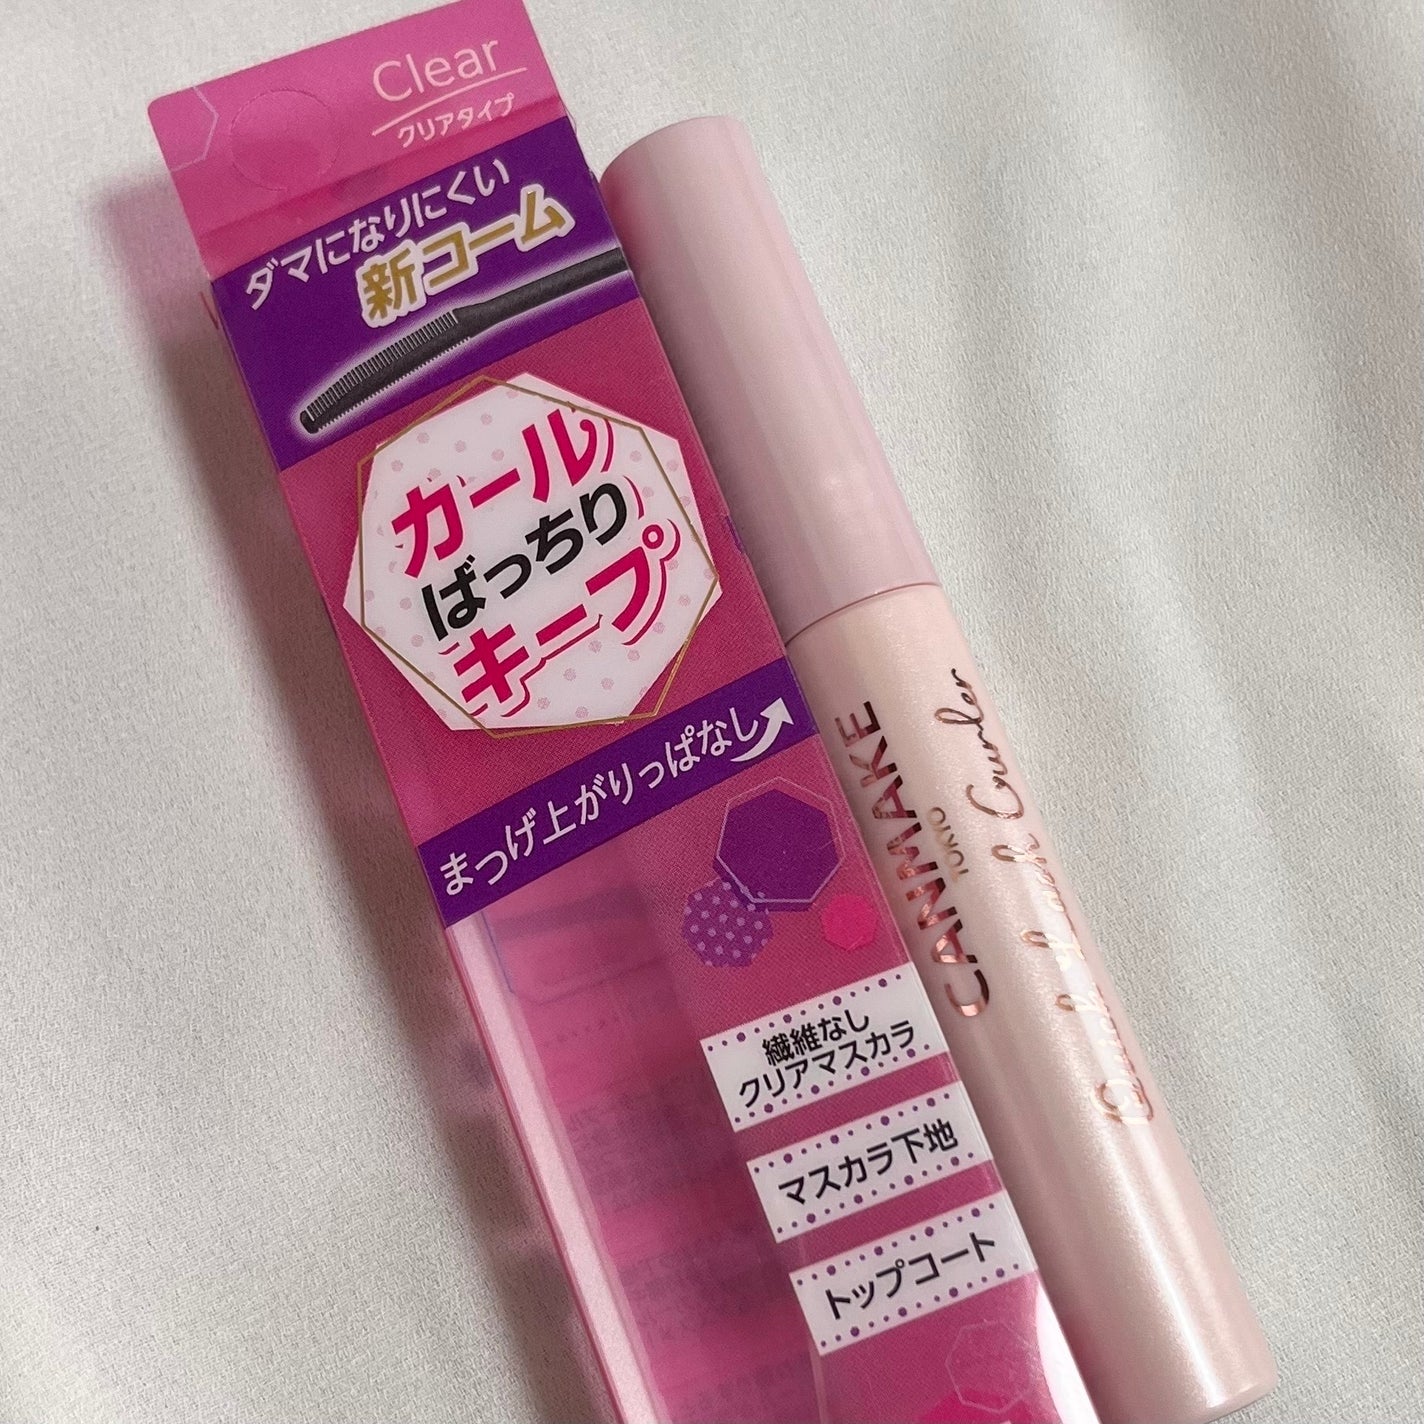 Clear
クリアタイプ
ダマになりにくい
新コーム
カール
ばっちり
キープ
まつげ上がりっぱなし
繊維なし
クリアマスカラ
マスカラ下地
トップコート
CANMAKE
TOKYO
Quick Lash Curler